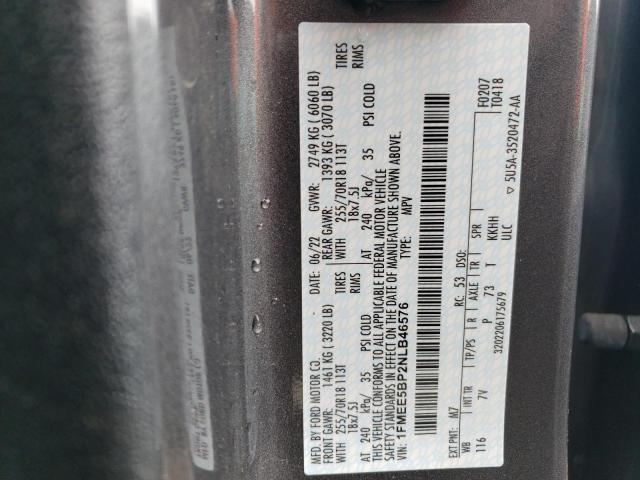 MFD. BY FORD MOTOR CO.
DATE: 06/22 GVWR: 2749 KG ( 6060 LB)
FRONT GAWR: 1461 KG ( 3220 LB) REAR GAWR: 1393 KG ( 3070 LB)
255/70R18 113T TIRES WITH 255/70R18 113T TIRES
18x7.5J RIMS 18x7.5J RIMS
AT 240 kPa/ 35 PSI COLD AT 240 kPa/ 35 PSI COLD
THIS VEHICLE CONFORMS TO ALL APPLICABLE FEDERAL MOTOR VEHICLE
SAFETY STANDARDS IN EFFECT ON THE DATE OF MANUFACTURE SHOWN ABOVE.
VIN: 1FMEE5BP2NLB46576 TYPE: MPV
F0207
T0418
EXT PNT: M7 RC: 53 DSO:
WB INT TR TP/PS R AXLE TR SPR
116 7V P 73 T KKHH
ULC
3202206175679 ▽ 5U5A-3520472-AA